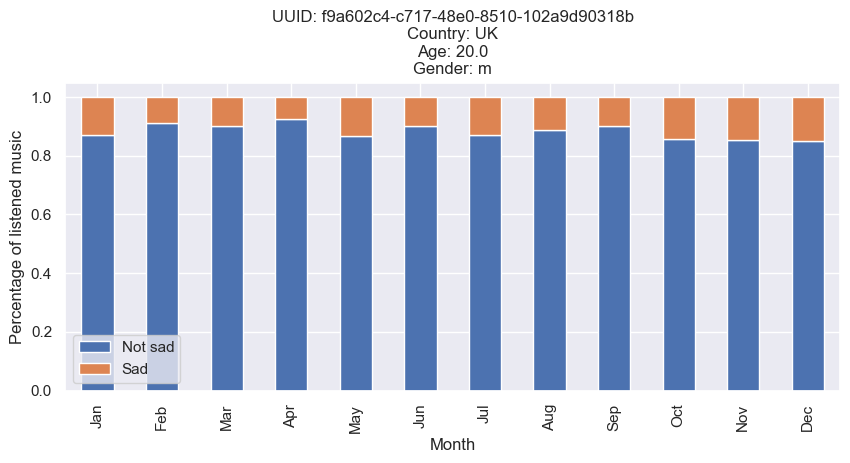 UUID: f9a602c4-c717-48e0-8510-102a9d90318b
Country: UK
Age: 20.0
Gender: m
Percentage of listened music
1.0
0.8
0.6
0.4
0.2
0.0
Not sad
Sad
Jan Feb Mar Apr May Jun Jul Aug Sep Oct Nov Dec
Month